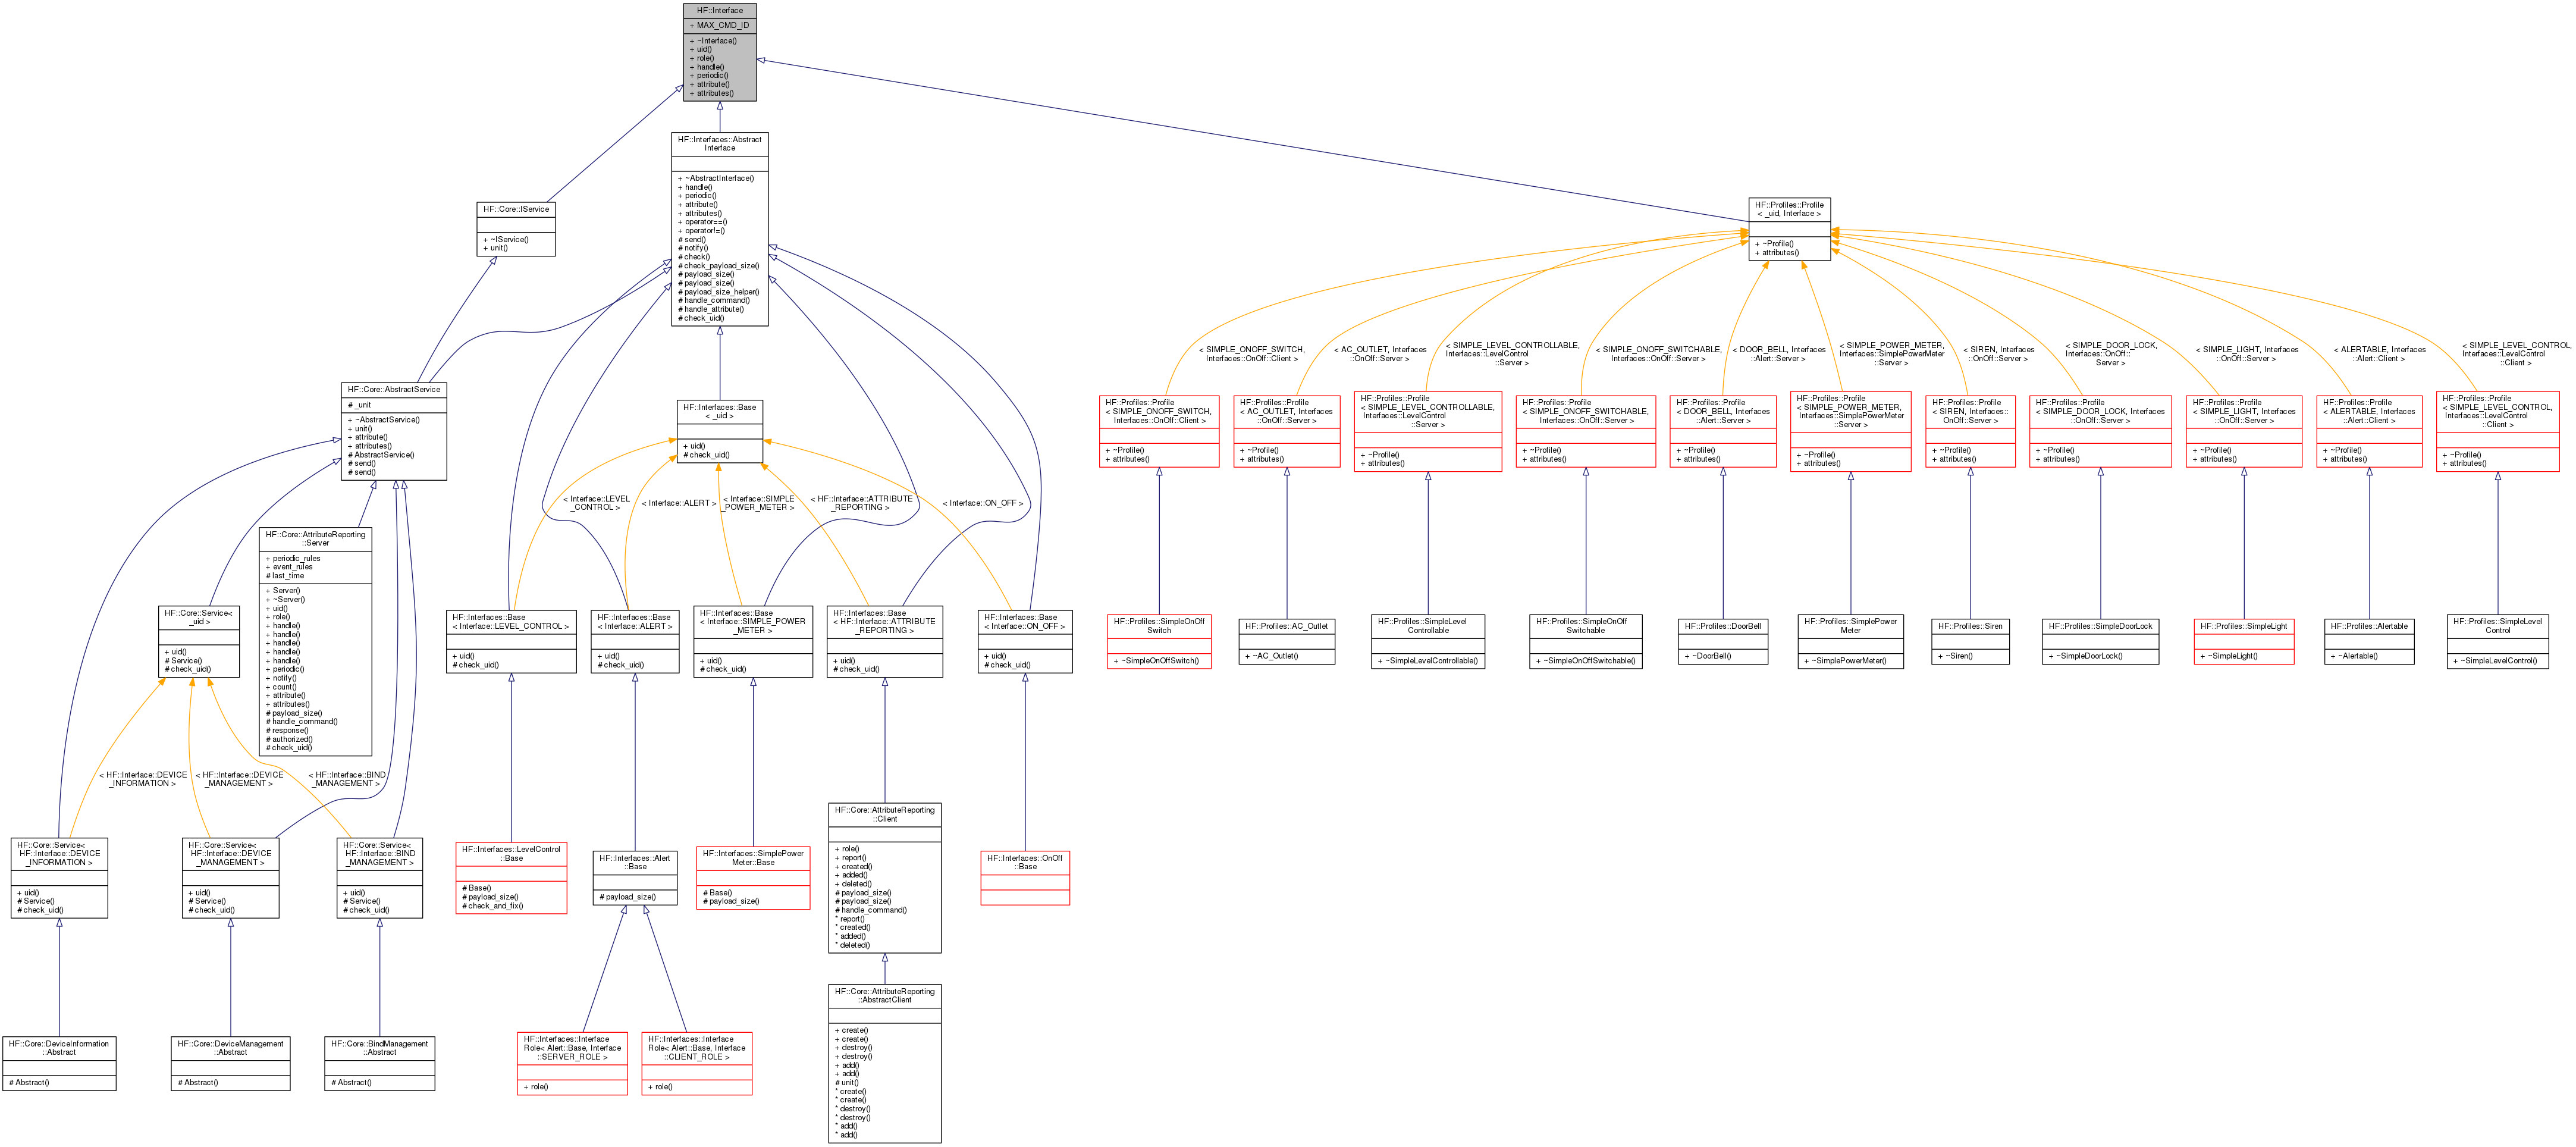 HF::Interface
+ MAX_CMD_ID
+ ~Interface()
+ uid()
+ role()
+ handle()
+ periodic()
+ attribute()
+ attributes()
HF::Interfaces::Abstract
Interface
+ ~AbstractInterface()
+ handle()
+ periodic()
+ attribute()
+ attributes()
+ operator==()
+ operator!=()
# send()
# notify()
# check()
# check_payload_size()
# payload_size()
# payload_size()
# payload_size_helper()
# handle_command()
# handle_attribute()
# check_uid()
HF::Core::IService
+ ~IService()
+ unit()
HF::Profiles::Profile
< _uid, Interface >
+ ~Profile()
+ attributes()
< SIMPLE_ONOFF_SWITCH,
Interfaces::OnOff::Client >
< AC_OUTLET, Interfaces
::OnOff::Server >
< SIMPLE_LEVEL_CONTROLLABLE,
Interfaces::LevelControl
::Server >
< SIMPLE_ONOFF_SWITCHABLE,
Interfaces::OnOff::Server >
< DOOR_BELL, Interfaces
::Alert::Server >
< SIMPLE_POWER_METER,
Interfaces::SimplePowerMeter
::Server >
< SIREN, Interfaces
::OnOff::Server >
< SIMPLE_DOOR_LOCK,
Interfaces::OnOff::
Server >
< SIMPLE_LIGHT, Interfaces
::OnOff::Server >
< ALERTABLE, Interfaces
::Alert::Client >
< SIMPLE_LEVEL_CONTROL,
Interfaces::LevelControl
::Client >
HF::Core::AbstractService
# _unit
+ ~AbstractService()
+ unit()
+ attribute()
+ attributes()
# AbstractService()
# send()
# send()
HF::Interfaces::Base
< _uid >
+ uid()
# check_uid()
HF::Profiles::Profile
< SIMPLE_ONOFF_SWITCH,
Interfaces::OnOff::Client >
+ ~Profile()
+ attributes()
HF::Profiles::Profile
< AC_OUTLET, Interfaces
::OnOff::Server >
+ ~Profile()
+ attributes()
HF::Profiles::Profile
< SIMPLE_LEVEL_CONTROLLABLE,
Interfaces::LevelControl
::Server >
+ ~Profile()
+ attributes()
HF::Profiles::Profile
< SIMPLE_ONOFF_SWITCHABLE,
Interfaces::OnOff::Server >
+ ~Profile()
+ attributes()
HF::Profiles::Profile
< DOOR_BELL, Interfaces
::Alert::Server >
+ ~Profile()
+ attributes()
HF::Profiles::Profile
< SIMPLE_POWER_METER,
Interfaces::SimplePowerMeter
::Server >
+ ~Profile()
+ attributes()
HF::Profiles::Profile
< SIREN, Interfaces::
OnOff::Server >
+ ~Profile()
+ attributes()
HF::Profiles::Profile
< SIMPLE_DOOR_LOCK, Interfaces
::OnOff::Server >
+ ~Profile()
+ attributes()
HF::Profiles::Profile
< SIMPLE_LIGHT, Interfaces
::OnOff::Server >
+ ~Profile()
+ attributes()
HF::Profiles::Profile
< ALERTABLE, Interfaces
::Alert::Client >
+ ~Profile()
+ attributes()
HF::Profiles::Profile
< SIMPLE_LEVEL_CONTROL,
Interfaces::LevelControl
::Client >
+ ~Profile()
+ attributes()
< Interface::LEVEL
_CONTROL >
< Interface::ALERT >
< Interface::SIMPLE
_POWER_METER >
< HF::Interface::ATTRIBUTE
_REPORTING >
< Interface::ON_OFF >
HF::Core::AttributeReporting
::Server
+ periodic_rules
+ event_rules
# last_time
+ Server()
+ ~Server()
+ uid()
+ role()
+ handle()
+ handle()
+ handle()
+ handle()
+ handle()
+ periodic()
+ notify()
+ count()
+ attribute()
+ attributes()
# payload_size()
# handle_command()
# response()
# authorized()
# check_uid()
HF::Core::Service<
_uid >
+ uid()
# Service()
# check_uid()
HF::Interfaces::Base
< Interface::LEVEL_CONTROL >
+ uid()
# check_uid()
HF::Interfaces::Base
< Interface::ALERT >
+ uid()
# check_uid()
HF::Interfaces::Base
< Interface::SIMPLE_POWER
_METER >
+ uid()
# check_uid()
HF::Interfaces::Base
< HF::Interface::ATTRIBUTE
_REPORTING >
+ uid()
# check_uid()
HF::Interfaces::Base
< Interface::ON_OFF >
+ uid()
# check_uid()
HF::Profiles::SimpleOnOff
Switch
+ ~SimpleOnOffSwitch()
HF::Profiles::AC_Outlet
+ ~AC_Outlet()
HF::Profiles::SimpleLevel
Controllable
+ ~SimpleLevelControllable()
HF::Profiles::SimpleOnOff
Switchable
+ ~SimpleOnOffSwitchable()
HF::Profiles::DoorBell
+ ~DoorBell()
HF::Profiles::SimplePower
Meter
+ ~SimplePowerMeter()
HF::Profiles::Siren
+ ~Siren()
HF::Profiles::SimpleDoorLock
+ ~SimpleDoorLock()
HF::Profiles::SimpleLight
+ ~SimpleLight()
HF::Profiles::Alertable
+ ~Alertable()
HF::Profiles::SimpleLevel
Control
+ ~SimpleLevelControl()
< HF::Interface::DEVICE
_INFORMATION >
< HF::Interface::DEVICE
_MANAGEMENT >
< HF::Interface::BIND
_MANAGEMENT >
HF::Core::Service<
HF::Interface::DEVICE
_INFORMATION >
+ uid()
# Service()
# check_uid()
HF::Core::Service<
HF::Interface::DEVICE
_MANAGEMENT >
+ uid()
# Service()
# check_uid()
HF::Core::Service<
HF::Interface::BIND
_MANAGEMENT >
+ uid()
# Service()
# check_uid()
HF::Interfaces::LevelControl
::Base
# Base()
# payload_size()
# check_and_fix()
HF::Interfaces::Alert
::Base
# payload_size()
HF::Interfaces::SimplePower
Meter::Base
# Base()
# payload_size()
HF::Core::AttributeReporting
::Client
+ role()
+ report()
+ created()
+ added()
+ deleted()
# payload_size()
# payload_size()
# handle_command()
* report()
* created()
* added()
* deleted()
HF::Interfaces::OnOff
::Base
HF::Core::AttributeReporting
::AbstractClient
+ create()
+ create()
+ destroy()
+ destroy()
+ add()
+ add()
# unit()
* create()
* create()
* destroy()
* destroy()
* add()
* add()
HF::Core::DeviceInformation
::Abstract
# Abstract()
HF::Core::DeviceManagement
::Abstract
# Abstract()
HF::Core::BindManagement
::Abstract
# Abstract()
HF::Interfaces::Interface
Role< Alert::Base, Interface
::SERVER_ROLE >
+ role()
HF::Interfaces::Interface
Role< Alert::Base, Interface
::CLIENT_ROLE >
+ role()